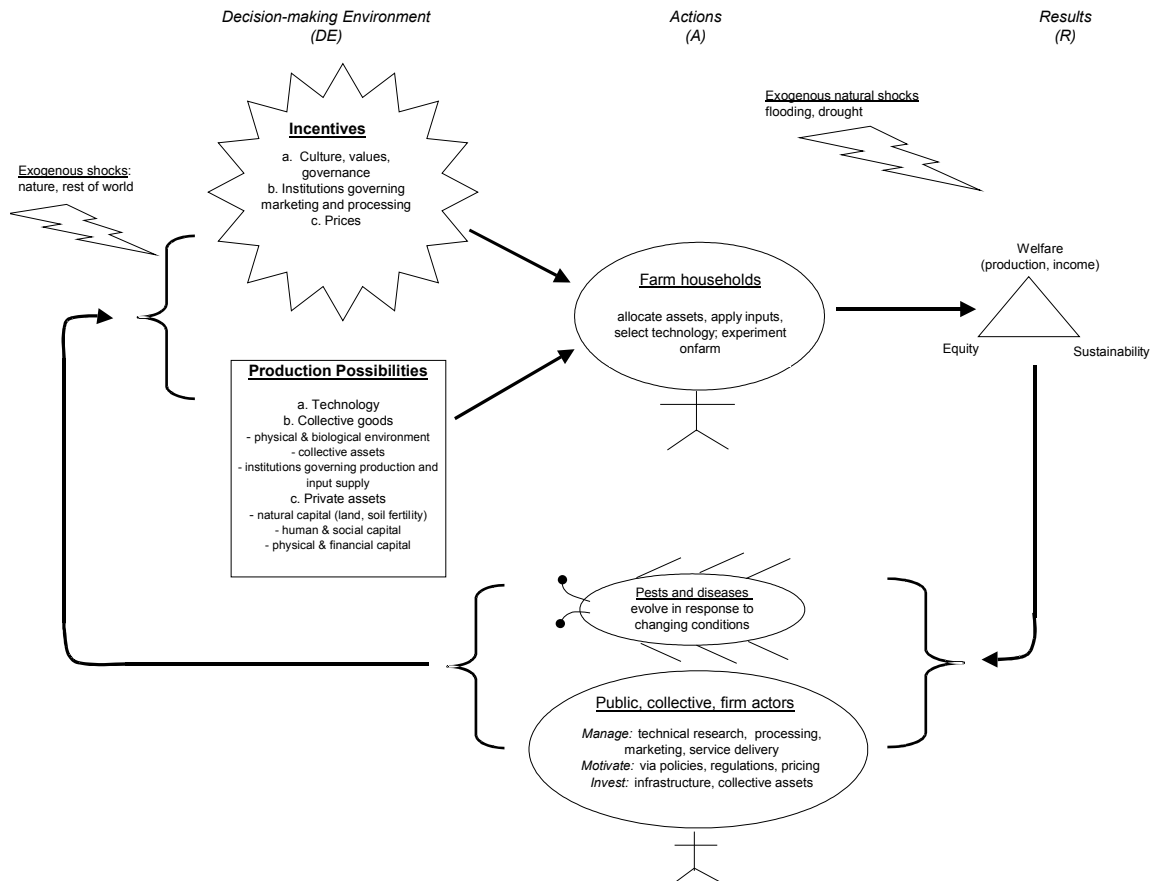 Decision-making Environment
(DE)
Actions
(A)
Results
(R)
Exogenous shocks:
nature, rest of world
Incentives
a. Culture, values,
governance
b. Institutions governing
marketing and processing
c. Prices
Exogenous natural shocks
flooding, drought
Farm households
allocate assets, apply inputs,
select technology; experiment
onfarm
Welfare
(production, income)
Equity
Sustainability
Production Possibilities
a. Technology
b. Collective goods
- physical & biological environment
- collective assets
- institutions governing production and
input supply
c. Private assets
- natural capital (land, soil fertility)
- human & social capital
- physical & financial capital
Pests and diseases
evolve in response to
changing conditions
Public, collective, firm actors
Manage: technical research, processing,
marketing, service delivery
Motivate: via policies, regulations, pricing
Invest: infrastructure, collective assets